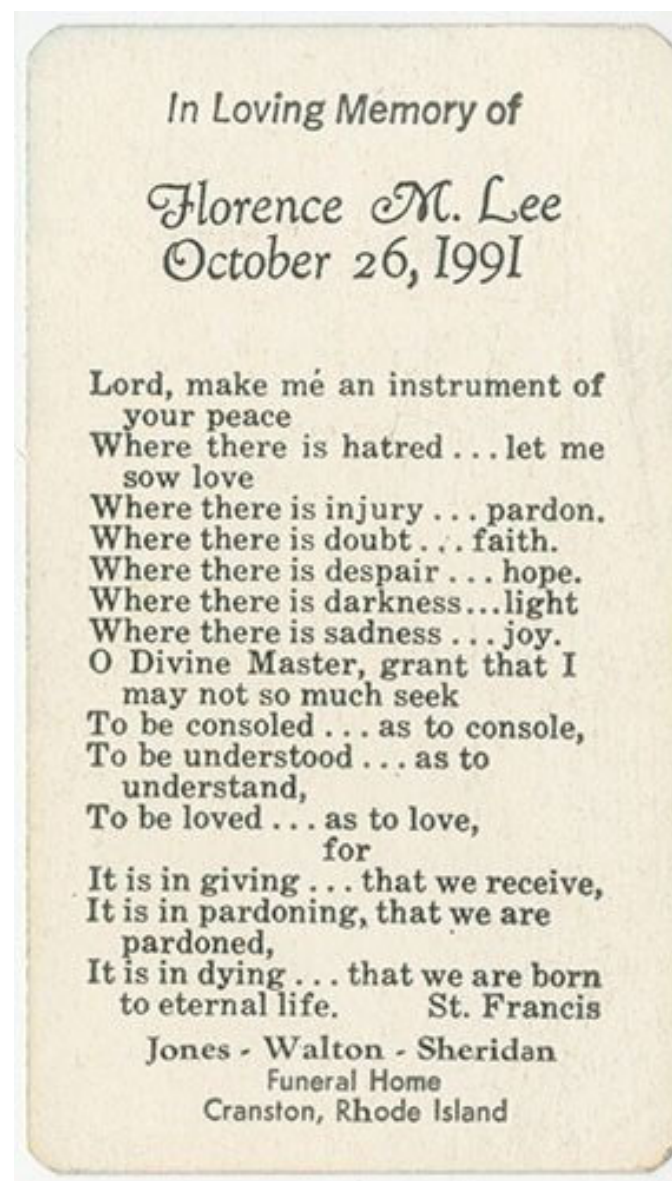 In Loving Memory of
Florence M. Lee
October 26, 1991
Lord, make me an instrument of
your peace
Where there is hatred ... let me
sow love
Where there is injury ... pardon.
Where there is doubt ... faith.
Where there is despair ... hope.
Where there is darkness...light
Where there is sadness ... joy.
O Divine Master, grant that I
may not so much seek
To be consoled ... as to console,
To be understood ... as to
understand,
To be loved ... as to love,
for
It is in giving ... that we receive,
It is in pardoning, that we are
pardoned,
It is in dying ... that we are born
to eternal life. St. Francis
Jones - Walton - Sheridan
Funeral Home
Cranston, Rhode Island